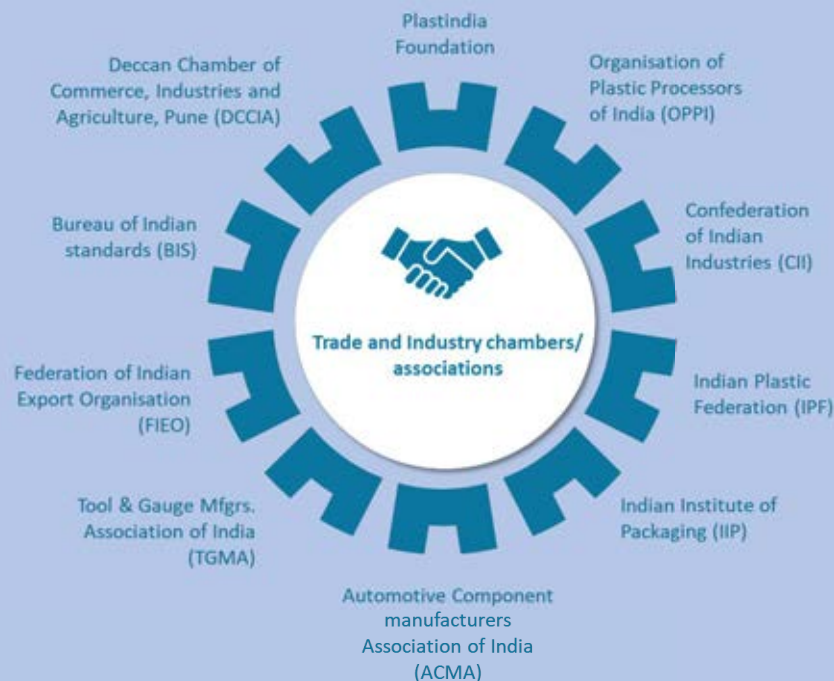 Plastindia
Foundation
Organisation of
Plastic Processors
of India (OPPI)
Confederation
of Indian
Industries (CII)
Indian Plastic
Federation (IPF)
Indian Institute of
Packaging (IIP)
Automotive Component
manufacturers
Association of India
(ACMA)
Tool & Gauge Mfgrs.
Association of India
(TGMA)
Federation of Indian
Export Organisation
(FIEO)
Bureau of Indian
standards (BIS)
Deccan Chamber of
Commerce, Industries and
Agriculture, Pune (DCCIA)
Trade and Industry chambers/
associations